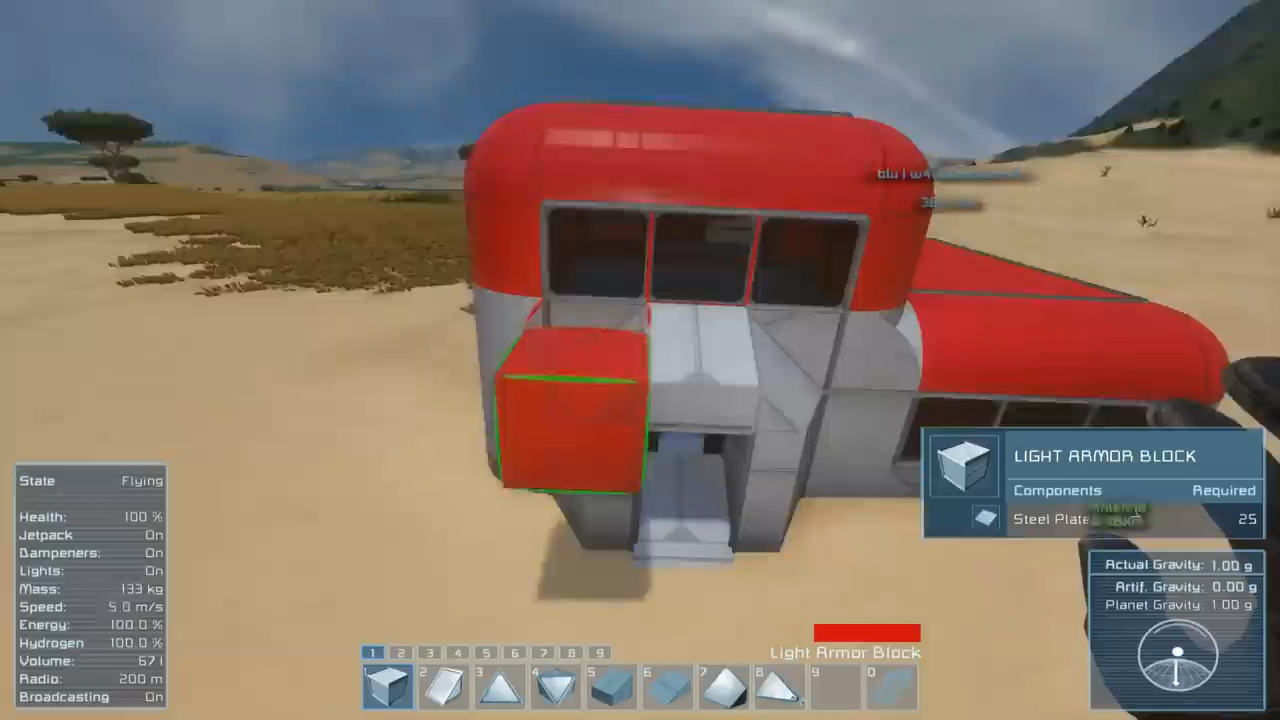 LIGHT ARMOR BLOCK
Components Required
Steel Plate 25
State Flying
Health: 100 %
Jetpack On
Dampeners: On
Lights: On
Mass: 133 kg
Speed: 5.0 m/s
Energy: 100.0 %
Hydrogen 100.0 %
Volume: 67 l
Radio: 200 m
Broadcasting On
Actual Gravity: 1.00 g
Artif. Gravity: 0.00 g
Planet Gravity: 1.00 g
1 2 3 4 5 6 7 8 9
Light Armor Block
2 3 4 5 6 7 8 9 0